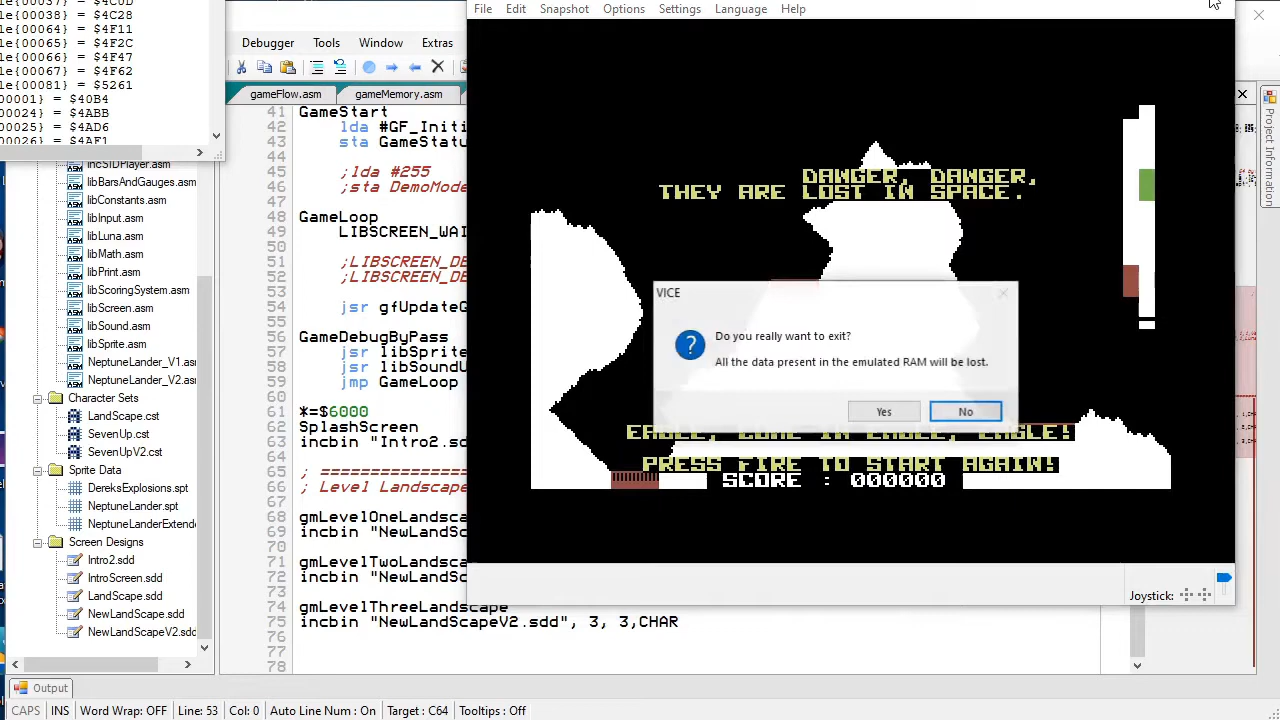 le{00037} = $4C0D
le{00038} = $4C28
le{00064} = $4F11
le{00065} = $4F2C
le{00066} = $4F47
le{00067} = $4F62
le{00081} = $5261
00001} = $40B4
00024} = $4ABB
00025} = $4AD6
00026} = $4AF1
File Edit Snapshot Options Settings Language Help
Debugger Tools Window Extras
gameFlow.asm gameMemory.asm
incSIDPlayer.asm
libBarsAndGauges.asm
libConstants.asm
libInput.asm
libLuna.asm
libMath.asm
libPrint.asm
libScoringSystem.asm
libScreen.asm
libSound.asm
libSprite.asm
NeptuneLander_V1.asm
NeptuneLander_V2.asm
Character Sets
LandScape.cst
SevenUp.cst
SevenUpV2.cst
Sprite Data
DereksExplosions.spt
NeptuneLander.spt
NeptuneLanderExtende
Screen Designs
Intro2.sdd
IntroScreen.sdd
LandScape.sdd
NewLandScape.sdd
NewLandScapeV2.sdd
41 GameStart
42 lda #GF_Initi
43 sta GameStatu
44
45 ;lda #255
46 ;sta DemoMode
47
48 GameLoop
49 LIBSCREEN_WAI
50
51 ;LIBSCREEN_DE
52 ;LIBSCREEN_DE
53
54 jsr gfUpdateG
55
56 GameDebugByPass
57 jsr libSprite
58 jsr libSoundU
59 jmp GameLoop
60
61 *=$6000
62 SplashScreen
63 incbin "Intro2.sd
65
66 ; Level Landscape
67
68 gmLevelOneLandsca
69 incbin "NewLandSc
70
71 gmLevelTwoLandsca
72 incbin "NewLandSc
73
74 gmLevelThreeLandscape
75 incbin "NewLandScapeV2.sdd", 3, 3,CHAR
76
77
78
DANGER, DANGER,
THEY ARE LOST IN SPACE.
VICE
Do you really want to exit?
All the data present in the emulated RAM will be lost.
Yes No
EAGLE, COME IN EAGLE, EAGLE!
PRESS FIRE TO START AGAIN!
SCORE : 000000
Joystick:
Project Information
Output
CAPS INS Word Wrap: OFF Line: 53 Col: 0 Auto Line Num : On Target : C64 Tooltips : Off